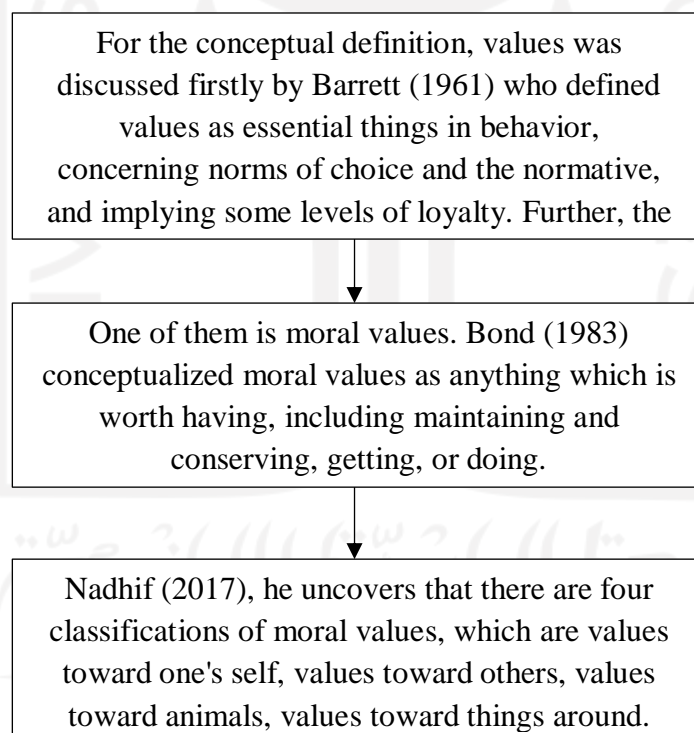 For the conceptual definition, values was
discussed firstly by Barrett (1961) who defined
values as essential things in behavior,
concerning norms of choice and the normative,
and implying some levels of loyalty. Further, the
One of them is moral values. Bond (1983)
conceptualized moral values as anything which is
worth having, including maintaining and
conserving, getting, or doing.
Nadhif (2017), he uncovers that there are four
classifications of moral values, which are values
toward one's self, values toward others, values
toward animals, values toward things around.